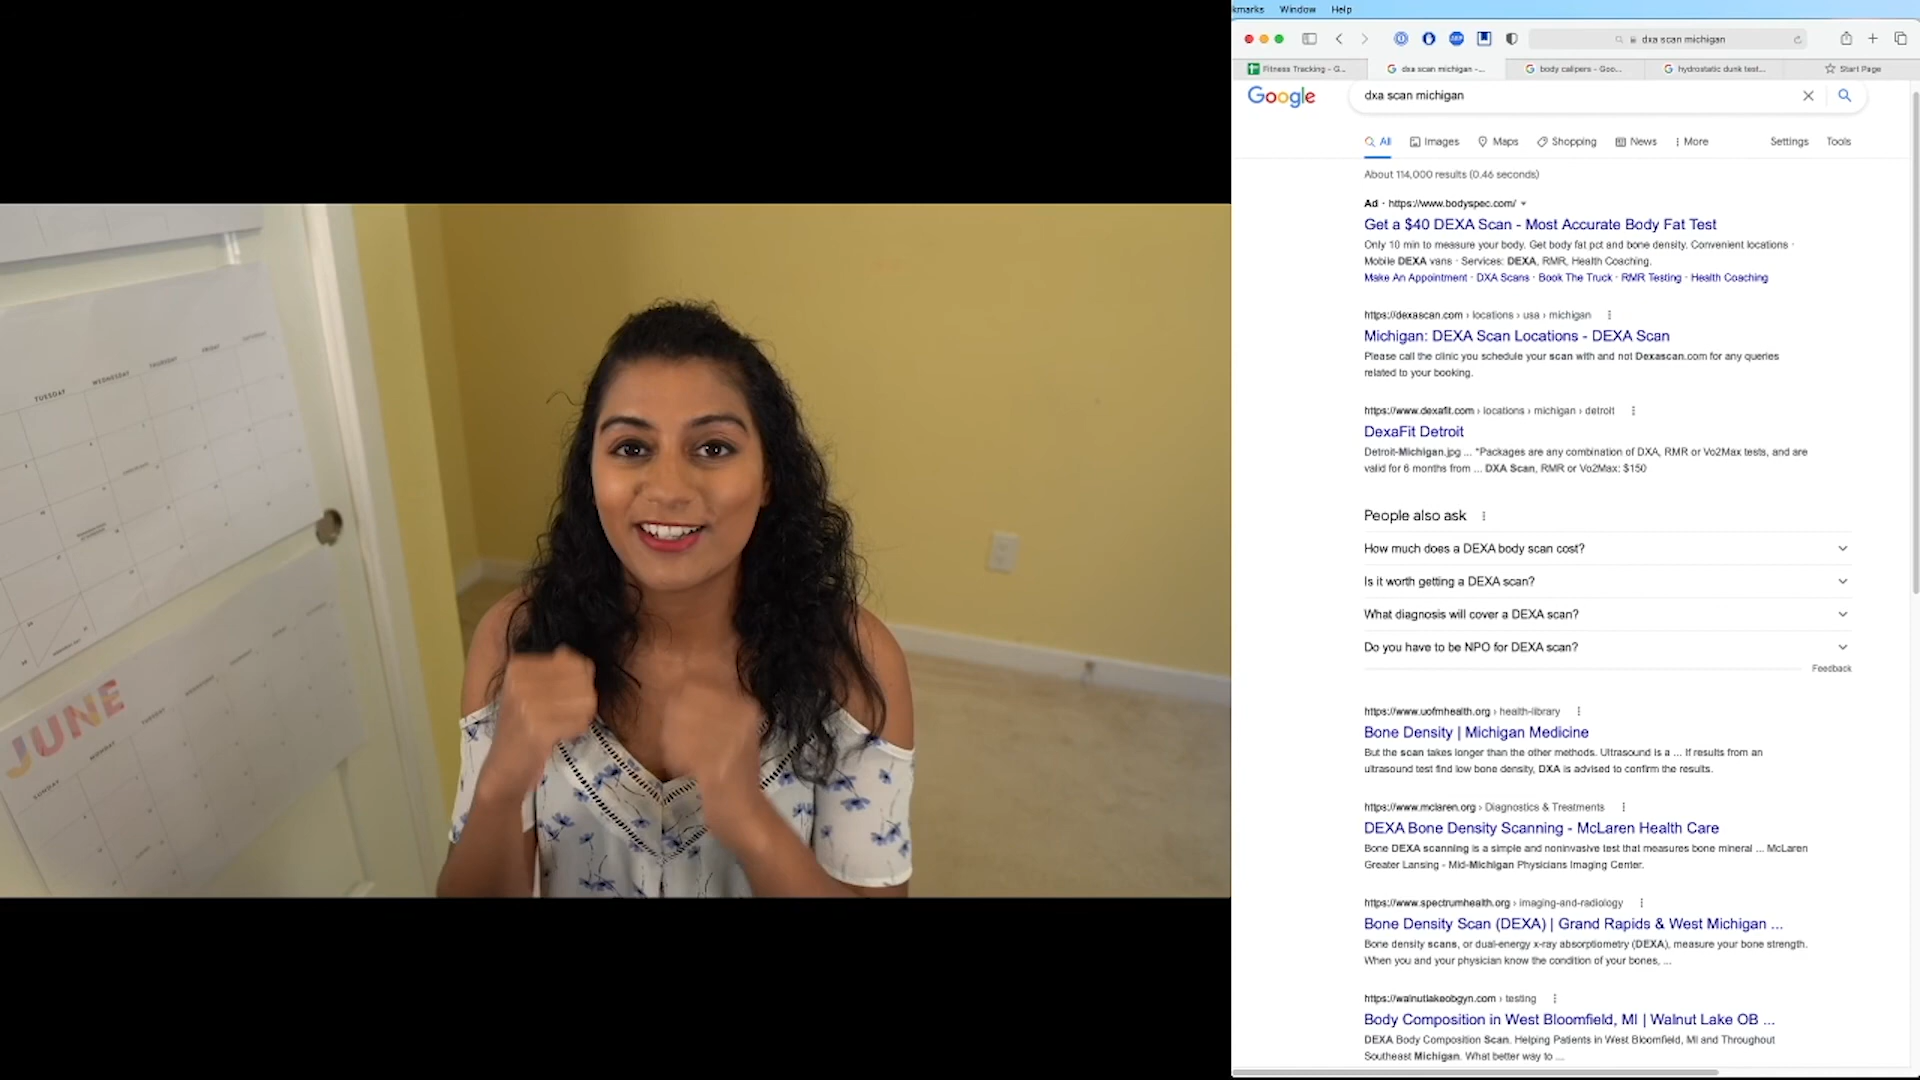 TUESDAY
WEDNESDAY
THURSDAY
FRIDAY
SATURDAY
JUNE
SUNDAY
MONDAY
TUESDAY
WEDNESDAY
kmarks Window Help
dxa scan michigan
Fitness Tracking - G...
dxa scan michigan -...
body calipers - Goo...
hydrostatic dunk test...
Start Page
Google
dxa scan michigan
All Images Maps Shopping News More Settings Tools
About 114,000 results (0.46 seconds)
Ad · https://www.bodyspec.com/
Get a $40 DEXA Scan - Most Accurate Body Fat Test
Only 10 min to measure your body. Get body fat pct and bone density. Convenient locations ·
Mobile DEXA vans · Services: DEXA, RMR, Health Coaching.
Make An Appointment · DXA Scans · Book The Truck · RMR Testing · Health Coaching
https://dexascan.com › locations › usa › michigan
Michigan: DEXA Scan Locations - DEXA Scan
Please call the clinic you schedule your scan with and not Dexascan.com for any queries
related to your booking.
https://www.dexafit.com › locations › michigan › detroit
DexaFit Detroit
Detroit-Michigan.jpg ... *Packages are any combination of DXA, RMR or Vo2Max tests, and are
valid for 6 months from ... DXA Scan, RMR or Vo2Max: $150
People also ask
How much does a DEXA body scan cost?
Is it worth getting a DEXA scan?
What diagnosis will cover a DEXA scan?
Do you have to be NPO for DEXA scan?
Feedback
https://www.uofmhealth.org › health-library
Bone Density | Michigan Medicine
But the scan takes longer than the other methods. Ultrasound is a ... If results from an
ultrasound test find low bone density, DXA is advised to confirm the results.
https://www.mclaren.org › Diagnostics & Treatments
DEXA Bone Density Scanning - McLaren Health Care
Bone DEXA scanning is a simple and noninvasive test that measures bone mineral ... McLaren
Greater Lansing - Mid-Michigan Physicians Imaging Center.
https://www.spectrumhealth.org › imaging-and-radiology
Bone Density Scan (DEXA) | Grand Rapids & West Michigan ...
Bone density scans, or dual-energy x-ray absorptiometry (DEXA), measure your bone strength.
When you and your physician know the condition of your bones, ...
https://walnutlakeobgyn.com › testing
Body Composition in West Bloomfield, MI | Walnut Lake OB ...
DEXA Body Composition Scan. Helping Patients in West Bloomfield, MI and Throughout
Southeast Michigan. What better way to ...